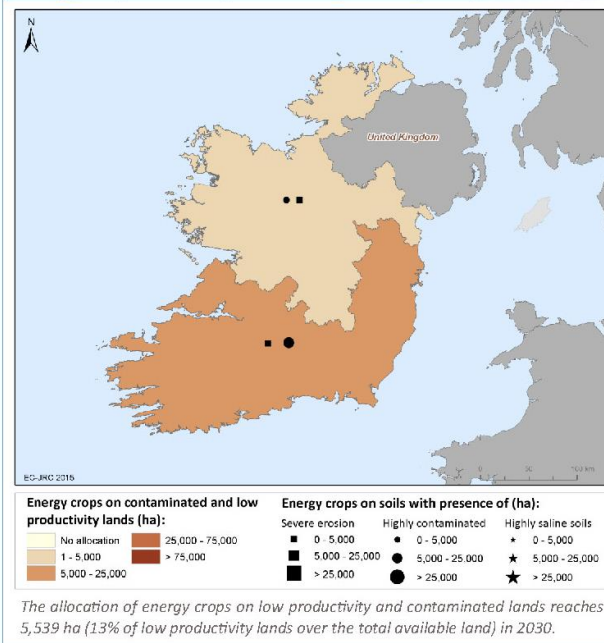 N
United Kingdom
EC-JRC 2015
0
50
100 km
Energy crops on contaminated and low
productivity lands (ha):
No allocation
1 - 5,000
5,000 - 25,000
25,000 - 75,000
> 75,000
Energy crops on soils with presence of (ha):
Severe erosion
0 - 5,000
5,000 - 25,000
> 25,000
Highly contaminated
0 - 5,000
5,000 - 25,000
> 25,000
Highly saline soils
0 - 5,000
5,000 - 25,000
> 25,000
The allocation of energy crops on low productivity and contaminated lands reaches
5,539 ha (13% of low productivity lands over the total available land) in 2030.